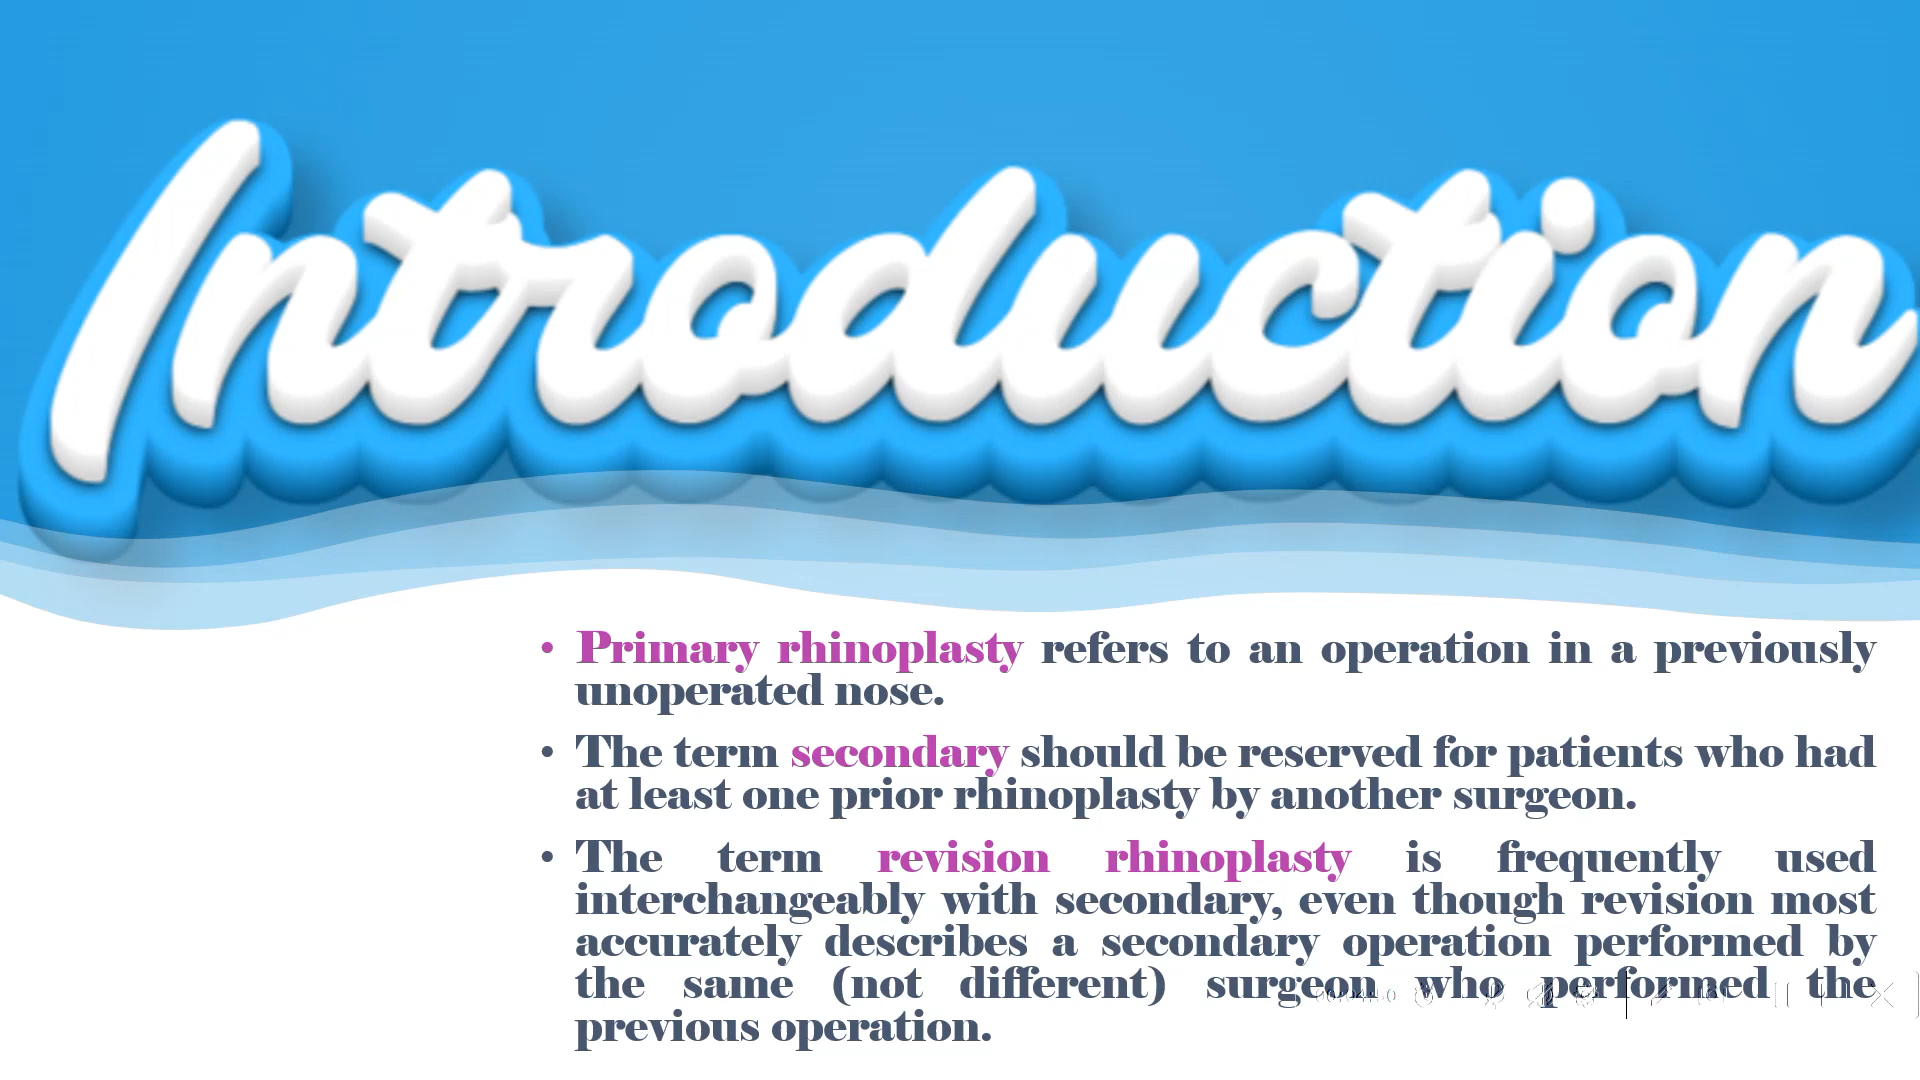 Introduction
• Primary rhinoplasty refers to an operation in a previously
unoperated nose.
• The term secondary should be reserved for patients who had
at least one prior rhinoplasty by another surgeon.
• The term revision rhinoplasty is frequently used
interchangeably with secondary, even though revision most
accurately describes a secondary operation performed by
the same (not different) surgeon who performed the
previous operation.